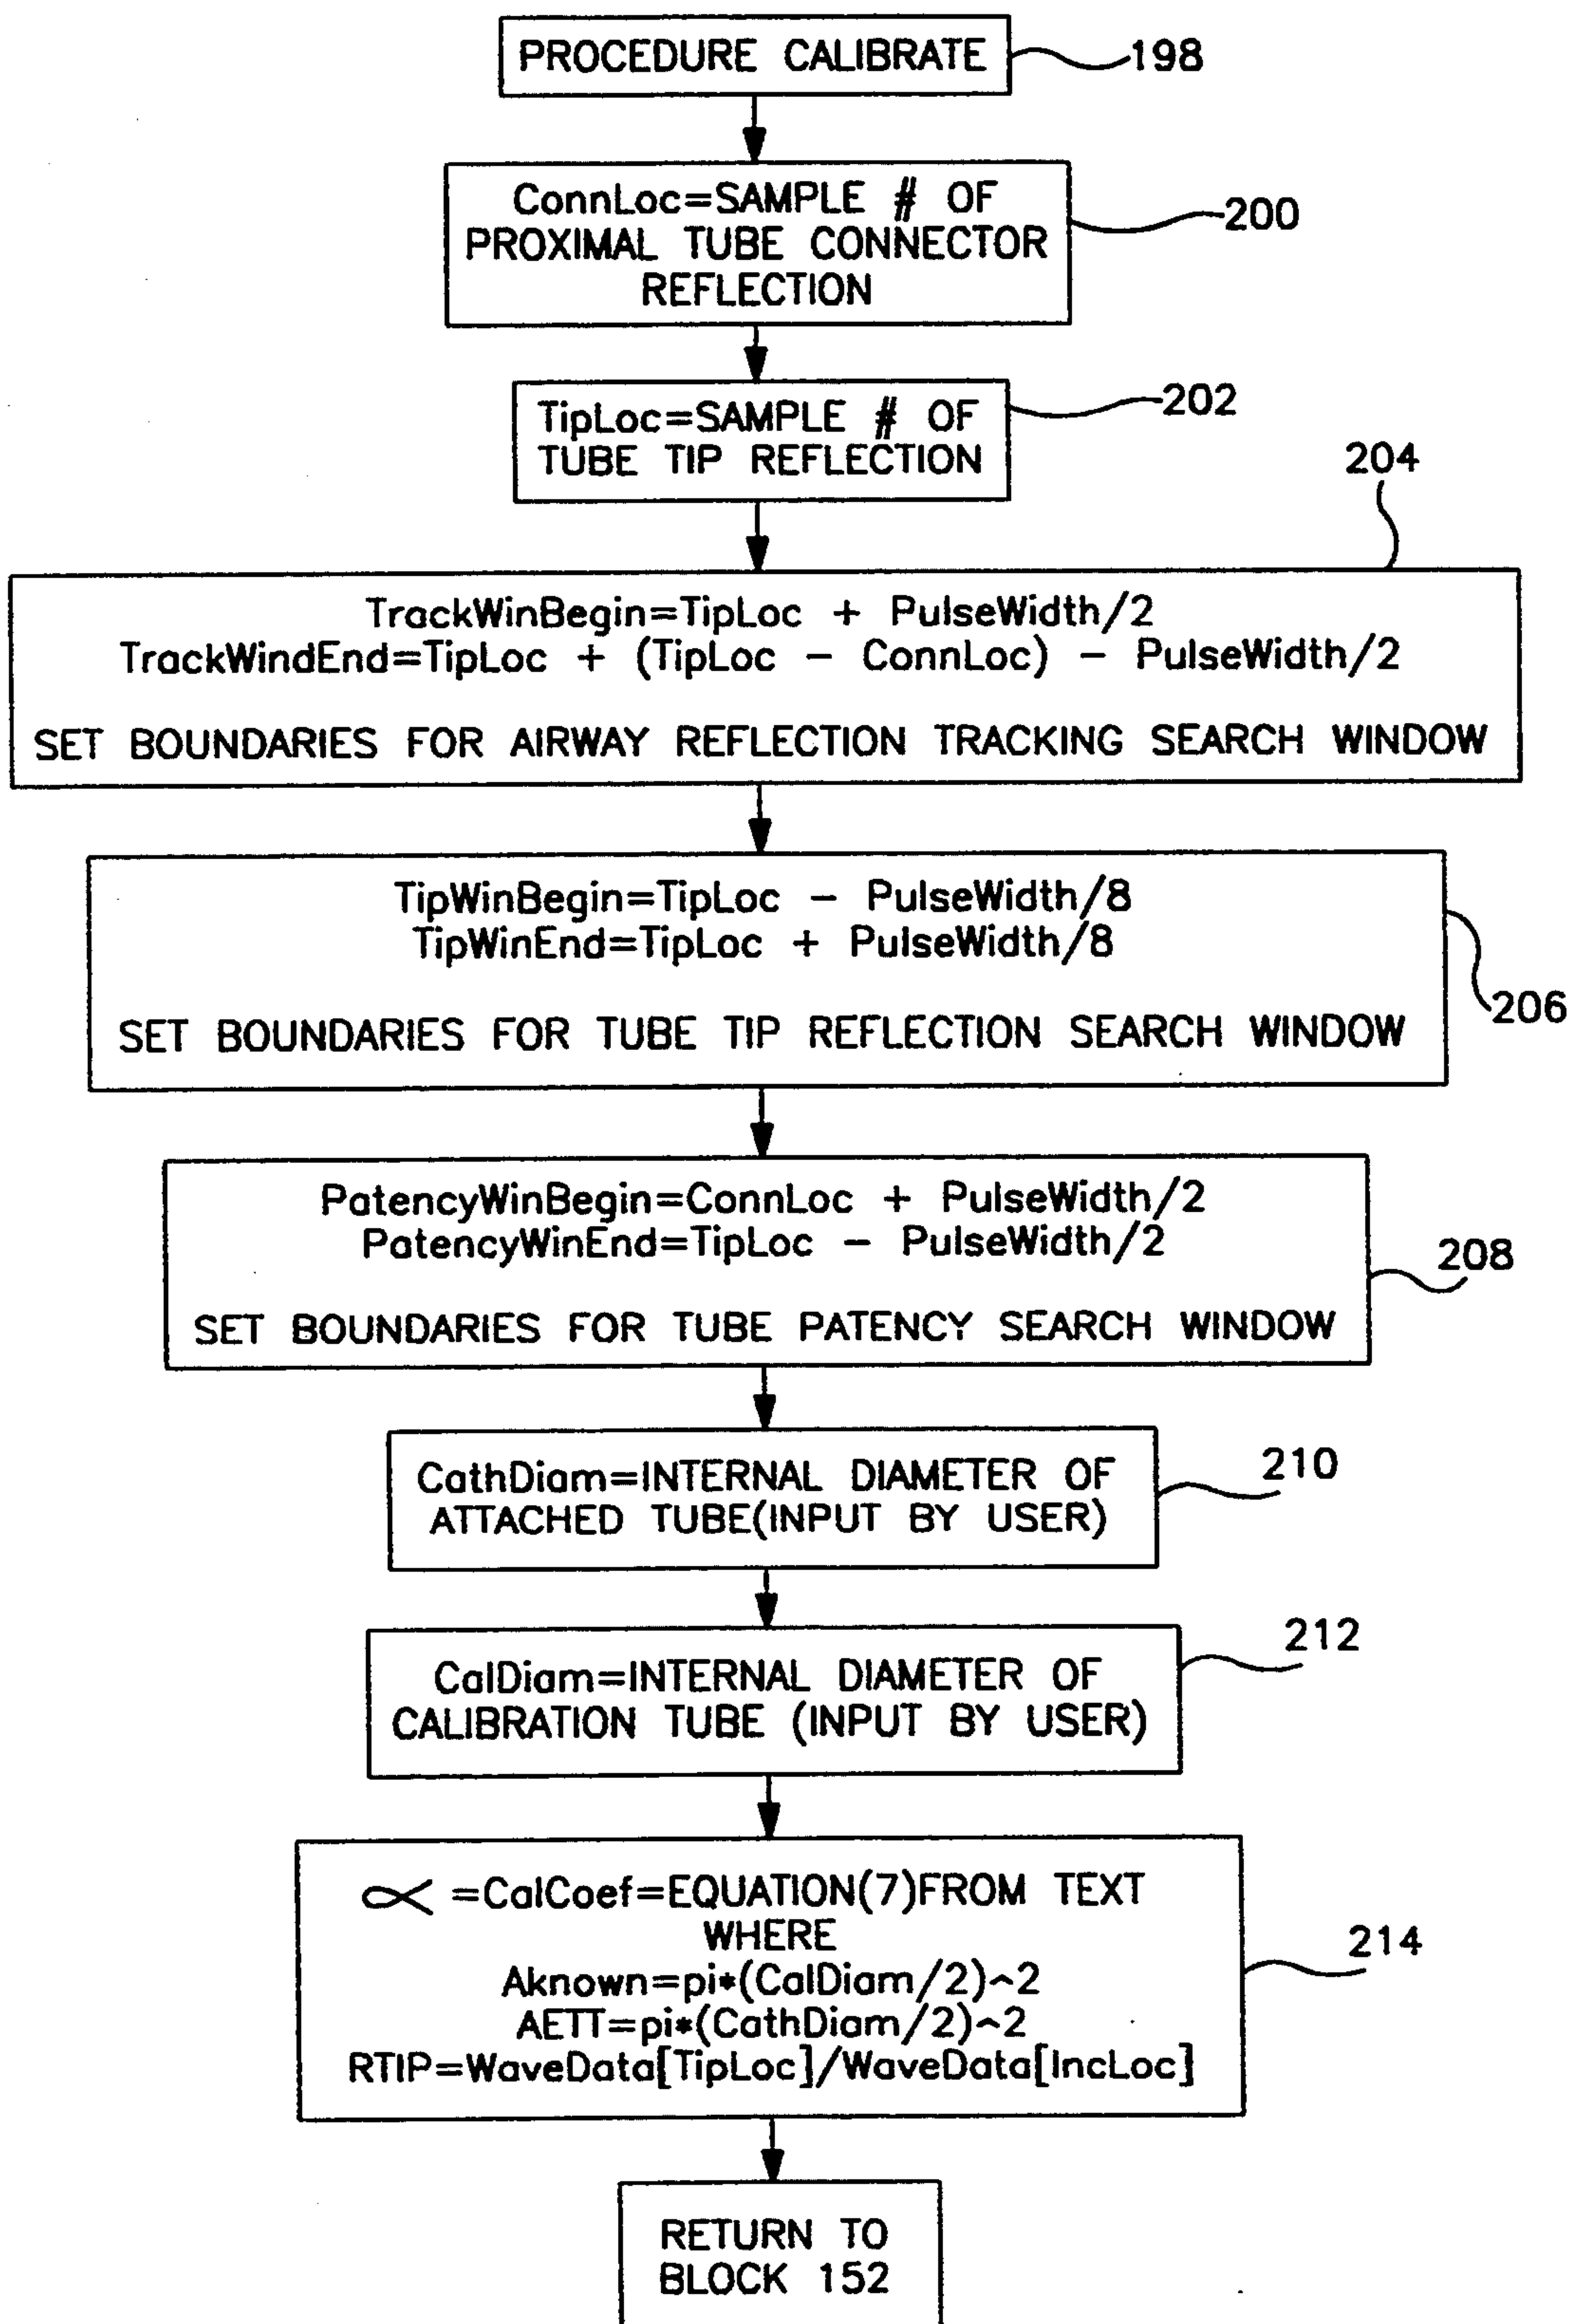 PROCEDURE CALIBRATE
198
ConnLoc=SAMPLE # OF
PROXIMAL TUBE CONNECTOR
REFLECTION
200
TipLoc=SAMPLE # OF
TUBE TIP REFLECTION
202
204
TrackWinBegin=TipLoc + PulseWidth/2
TrackWindEnd=TipLoc + (TipLoc - ConnLoc) - PulseWidth/2
SET BOUNDARIES FOR AIRWAY REFLECTION TRACKING SEARCH WINDOW
TipWinBegin=TipLoc - PulseWidth/8
TipWinEnd=TipLoc + PulseWidth/8
SET BOUNDARIES FOR TUBE TIP REFLECTION SEARCH WINDOW
206
PatencyWinBegin=ConnLoc + PulseWidth/2
PatencyWinEnd=TipLoc - PulseWidth/2
SET BOUNDARIES FOR TUBE PATENCY SEARCH WINDOW
208
CathDiam=INTERNAL DIAMETER OF
ATTACHED TUBE(INPUT BY USER)
210
CalDiam=INTERNAL DIAMETER OF
CALIBRATION TUBE (INPUT BY USER)
212
∝ =CalCoef=EQUATION(7)FROM TEXT
WHERE
Aknown=pi*(CalDiam/2)^2
AETT=pi*(CathDiam/2)^2
RTIP=WaveData[TipLoc]/WaveData[IncLoc]
214
RETURN TO
BLOCK 152